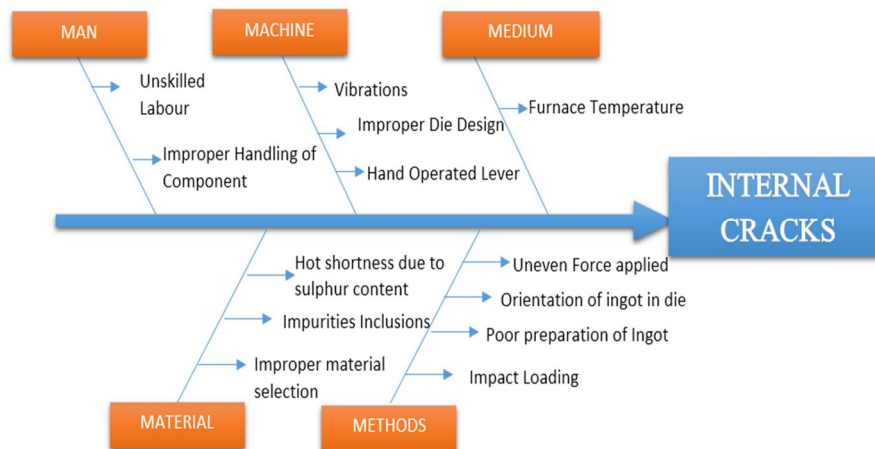 MAN
MACHINE
MEDIUM
Unskilled
Labour
Improper Handling of
Component
Vibrations
Improper Die Design
Hand Operated Lever
Furnace Temperature
INTERNAL
CRACKS
Hot shortness due to
sulphur content
Impurities Inclusions
Improper material
selection
Uneven Force applied
Orientation of ingot in die
Poor preparation of Ingot
Impact Loading
MATERIAL
METHODS